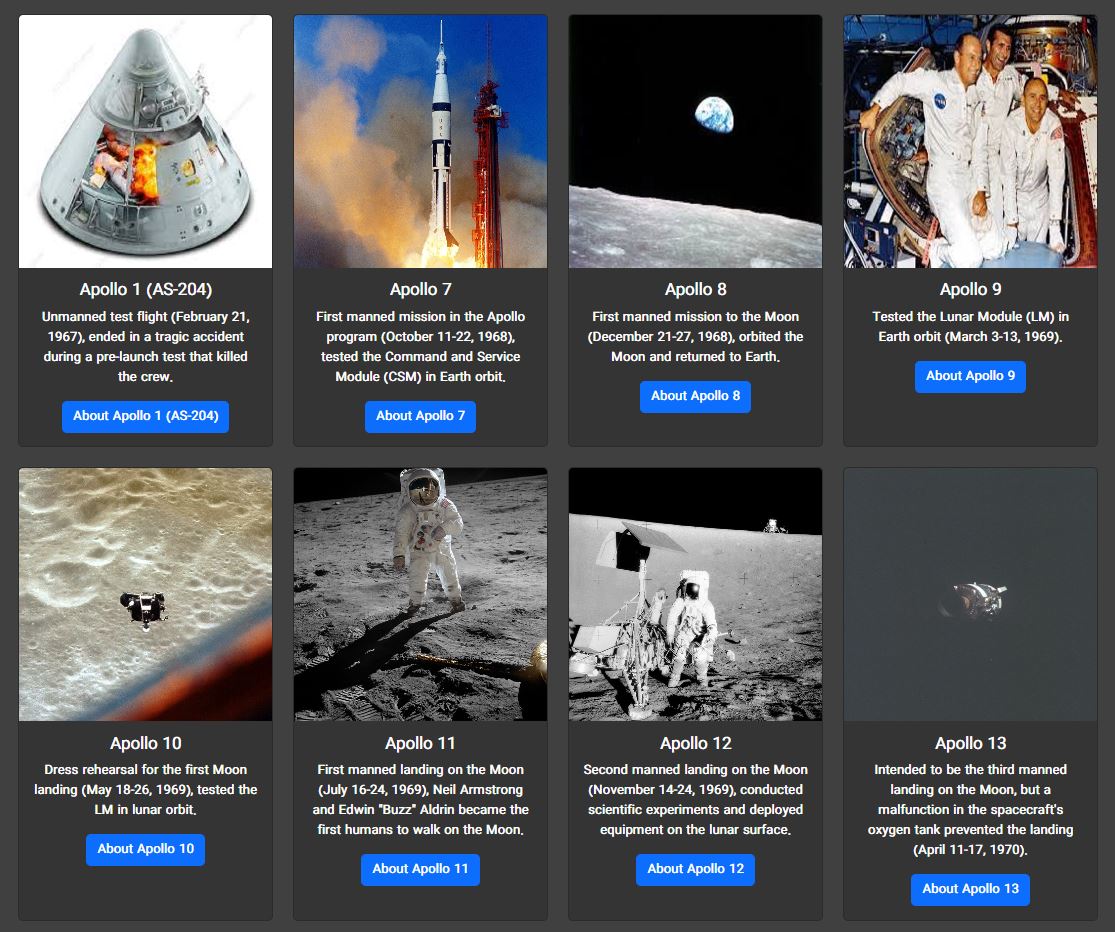 Apollo 1 (AS-204)
Unmanned test flight (February 21,
1967), ended in a tragic accident
during a pre-launch test that killed
the crew.
About Apollo 1 (AS-204)
Apollo 7
First manned mission in the Apollo
program (October 11-22, 1968),
tested the Command and Service
Module (CSM) in Earth orbit.
About Apollo 7
Apollo 8
First manned mission to the Moon
(December 21-27, 1968), orbited the
Moon and returned to Earth.
About Apollo 8
Apollo 9
Tested the Lunar Module (LM) in
Earth orbit (March 3-13, 1969).
About Apollo 9
Apollo 10
Dress rehearsal for the first Moon
landing (May 18-26, 1969), tested the
LM in lunar orbit.
About Apollo 10
Apollo 11
First manned landing on the Moon
(July 16-24, 1969), Neil Armstrong
and Edwin "Buzz" Aldrin became the
first humans to walk on the Moon.
About Apollo 11
Apollo 12
Second manned landing on the Moon
(November 14-24, 1969), conducted
scientific experiments and deployed
equipment on the lunar surface.
About Apollo 12
Apollo 13
Intended to be the third manned
landing on the Moon, but a
malfunction in the spacecraft's
oxygen tank prevented the landing
(April 11-17, 1970).
About Apollo 13